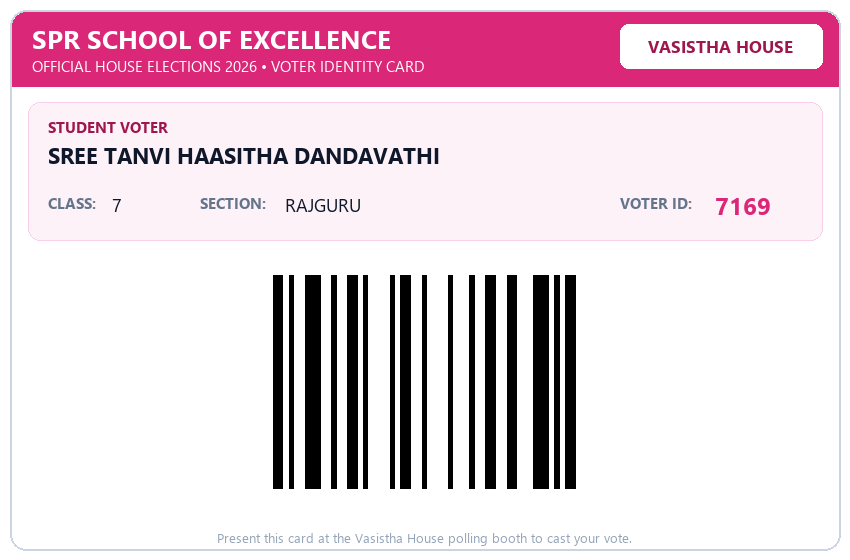 SPR SCHOOL OF EXCELLENCE
OFFICIAL HOUSE ELECTIONS 2026 • VOTER IDENTITY CARD
VASISTHA HOUSE
STUDENT VOTER
SREE TANVI HAASITHA DANDAVATHI
CLASS: 7 SECTION: RAJGURU VOTER ID: 7169
Present this card at the Vasistha House polling booth to cast your vote.